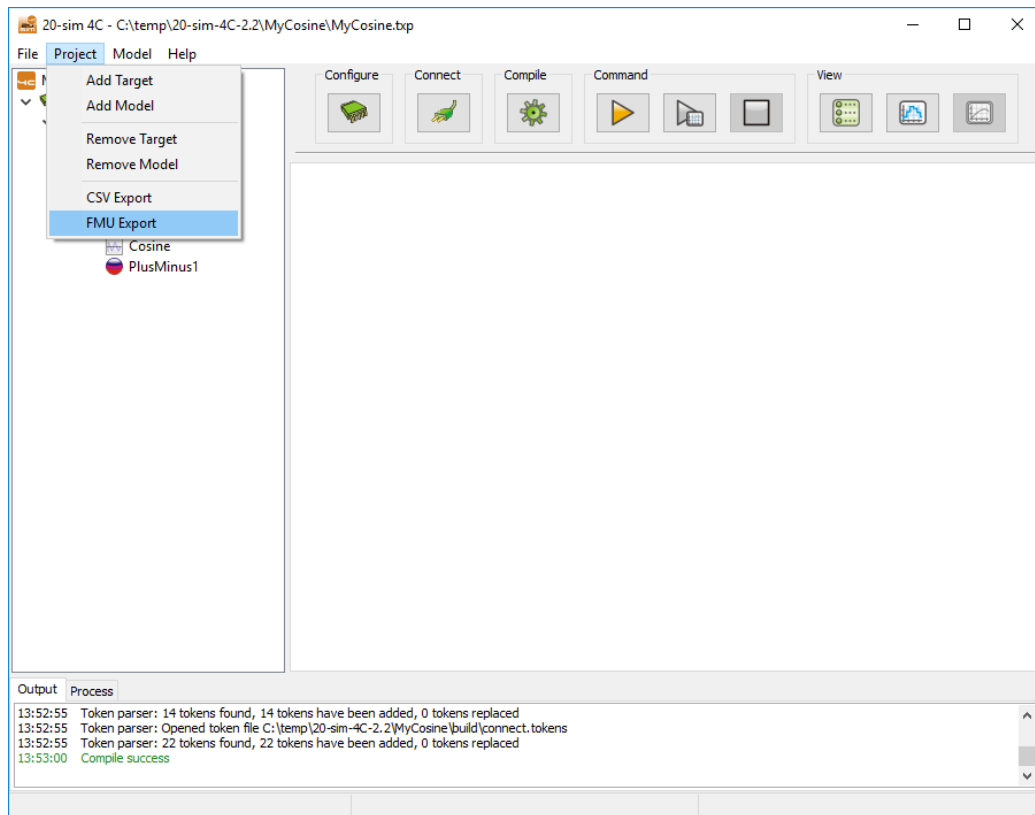 20-sim 4C - C:\temp\20-sim-4C-2.2\MyCosine\MyCosine.txp
File Project Model Help
Add Target
Add Model
Remove Target
Remove Model
CSV Export
FMU Export
Cosine
PlusMinus1
Configure Connect Compile Command View
Output Process
13:52:55 Token parser: 14 tokens found, 14 tokens have been added, 0 tokens replaced
13:52:55 Token parser: Opened token file C:\temp\20-sim-4C-2.2\MyCosine\build\connect.tokens
13:52:55 Token parser: 22 tokens found, 22 tokens have been added, 0 tokens replaced
13:53:00 Compile success